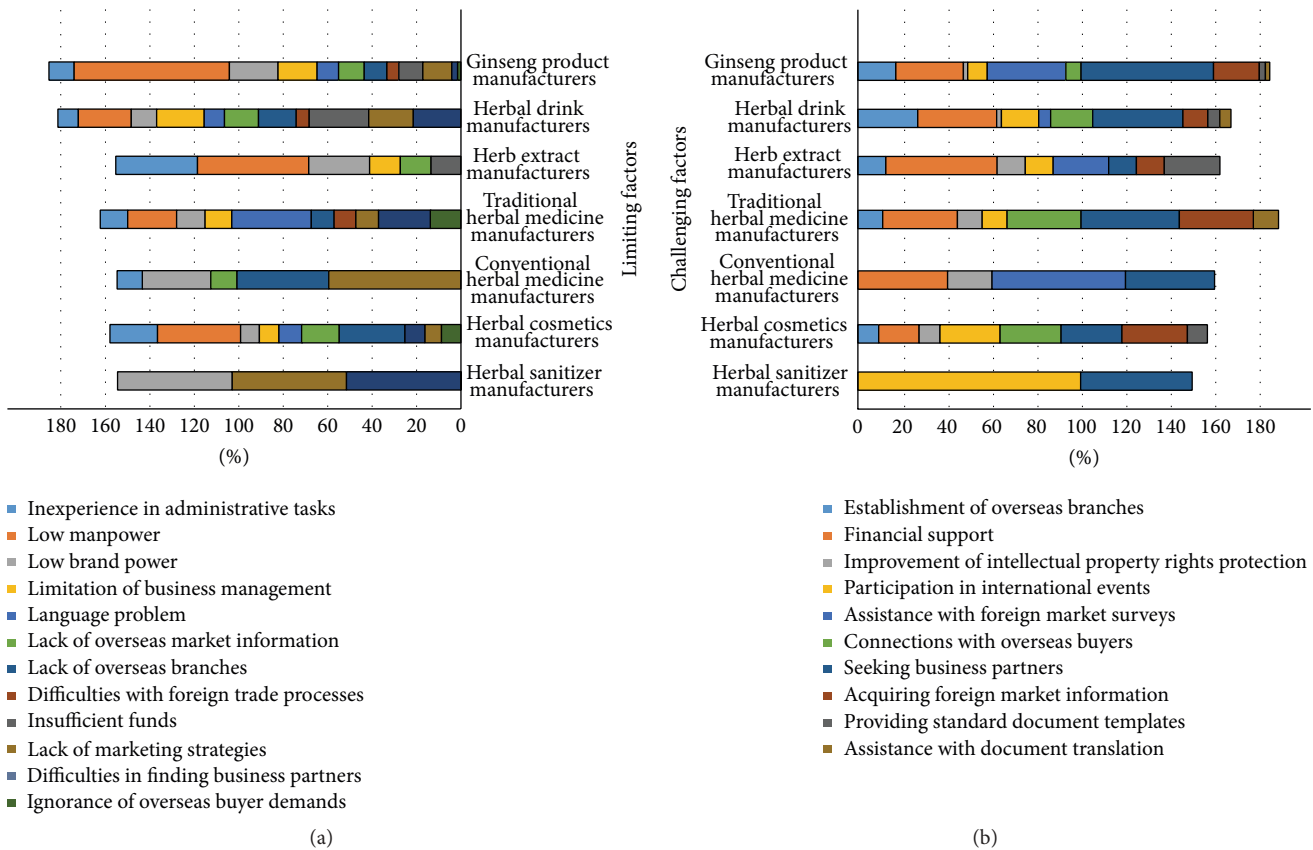 Ginseng product
manufacturers
Herbal drink
manufacturers
Herb extract
manufacturers
Traditional
herbal medicine
manufacturers
Conventional
herbal medicine
manufacturers
Herbal cosmetics
manufacturers
Herbal sanitizer
manufacturers
Limiting factors
180 160 140 120 100 80 60 40 20 0
(%)
Inexperience in administrative tasks
Low manpower
Low brand power
Limitation of business management
Language problem
Lack of overseas market information
Lack of overseas branches
Difficulties with foreign trade processes
Insufficient funds
Lack of marketing strategies
Difficulties in finding business partners
Ignorance of overseas buyer demands
(a)
Challenging factors
Ginseng product
manufacturers
Herbal drink
manufacturers
Herb extract
manufacturers
Traditional
herbal medicine
manufacturers
Conventional
herbal medicine
manufacturers
Herbal cosmetics
manufacturers
Herbal sanitizer
manufacturers
0 20 40 60 80 100 120 140 160 180
(%)
Establishment of overseas branches
Financial support
Improvement of intellectual property rights protection
Participation in international events
Assistance with foreign market surveys
Connections with overseas buyers
Seeking business partners
Acquiring foreign market information
Providing standard document templates
Assistance with document translation
(b)